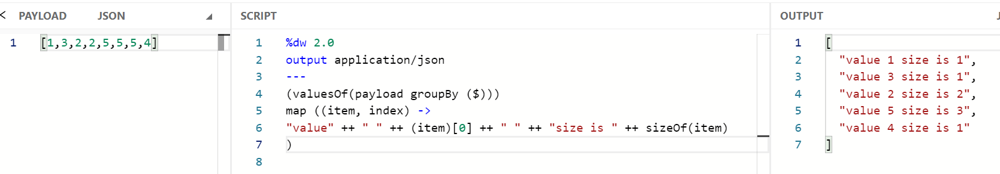 < PAYLOAD JSON
1 [1,3,2,2,5,5,5,4]
SCRIPT
1 %dw 2.0
2 output application/json
3 ---
4 (valuesOf(payload groupBy ($)))
5 map ((item, index) ->
6 "value" ++ " " ++ (item)[0] ++ " " ++ "size is " ++ sizeOf(item)
7 )
8
OUTPUT
1 [
2 "value 1 size is 1",
3 "value 3 size is 1",
4 "value 2 size is 2",
5 "value 5 size is 3",
6 "value 4 size is 1"
7 ]